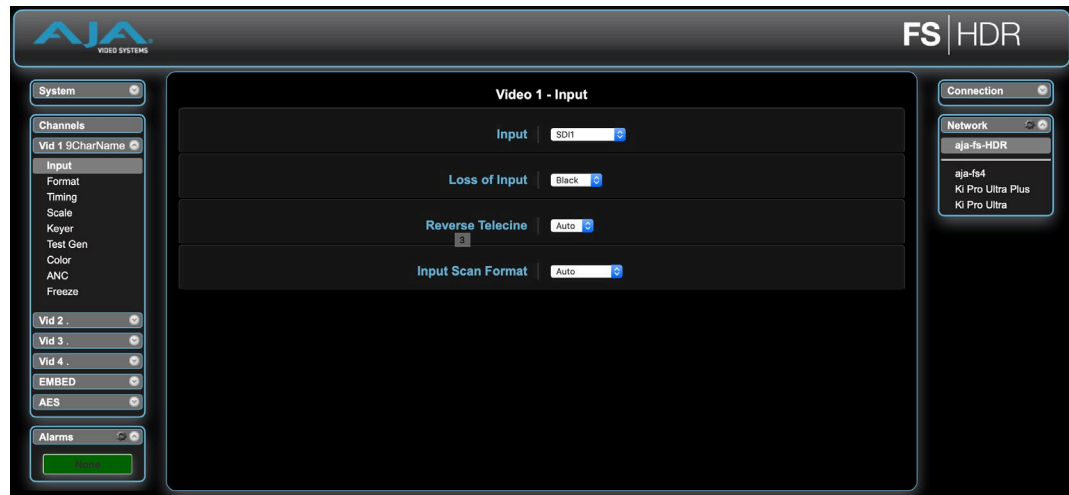 AJA
VIDEO SYSTEMS
FS HDR
System
Channels
Vid 1 9CharName
Input
Format
Timing
Scale
Keyer
Test Gen
Color
ANC
Freeze
Vid 2 .
Vid 3 .
Vid 4 .
EMBED
AES
Alarms
None
Video 1 - Input
Input SDI1
Loss of Input Black
Reverse Telecine Auto
3
Input Scan Format Auto
Connection
Network
aja-fs-HDR
aja-fs4
Ki Pro Ultra Plus
Ki Pro Ultra